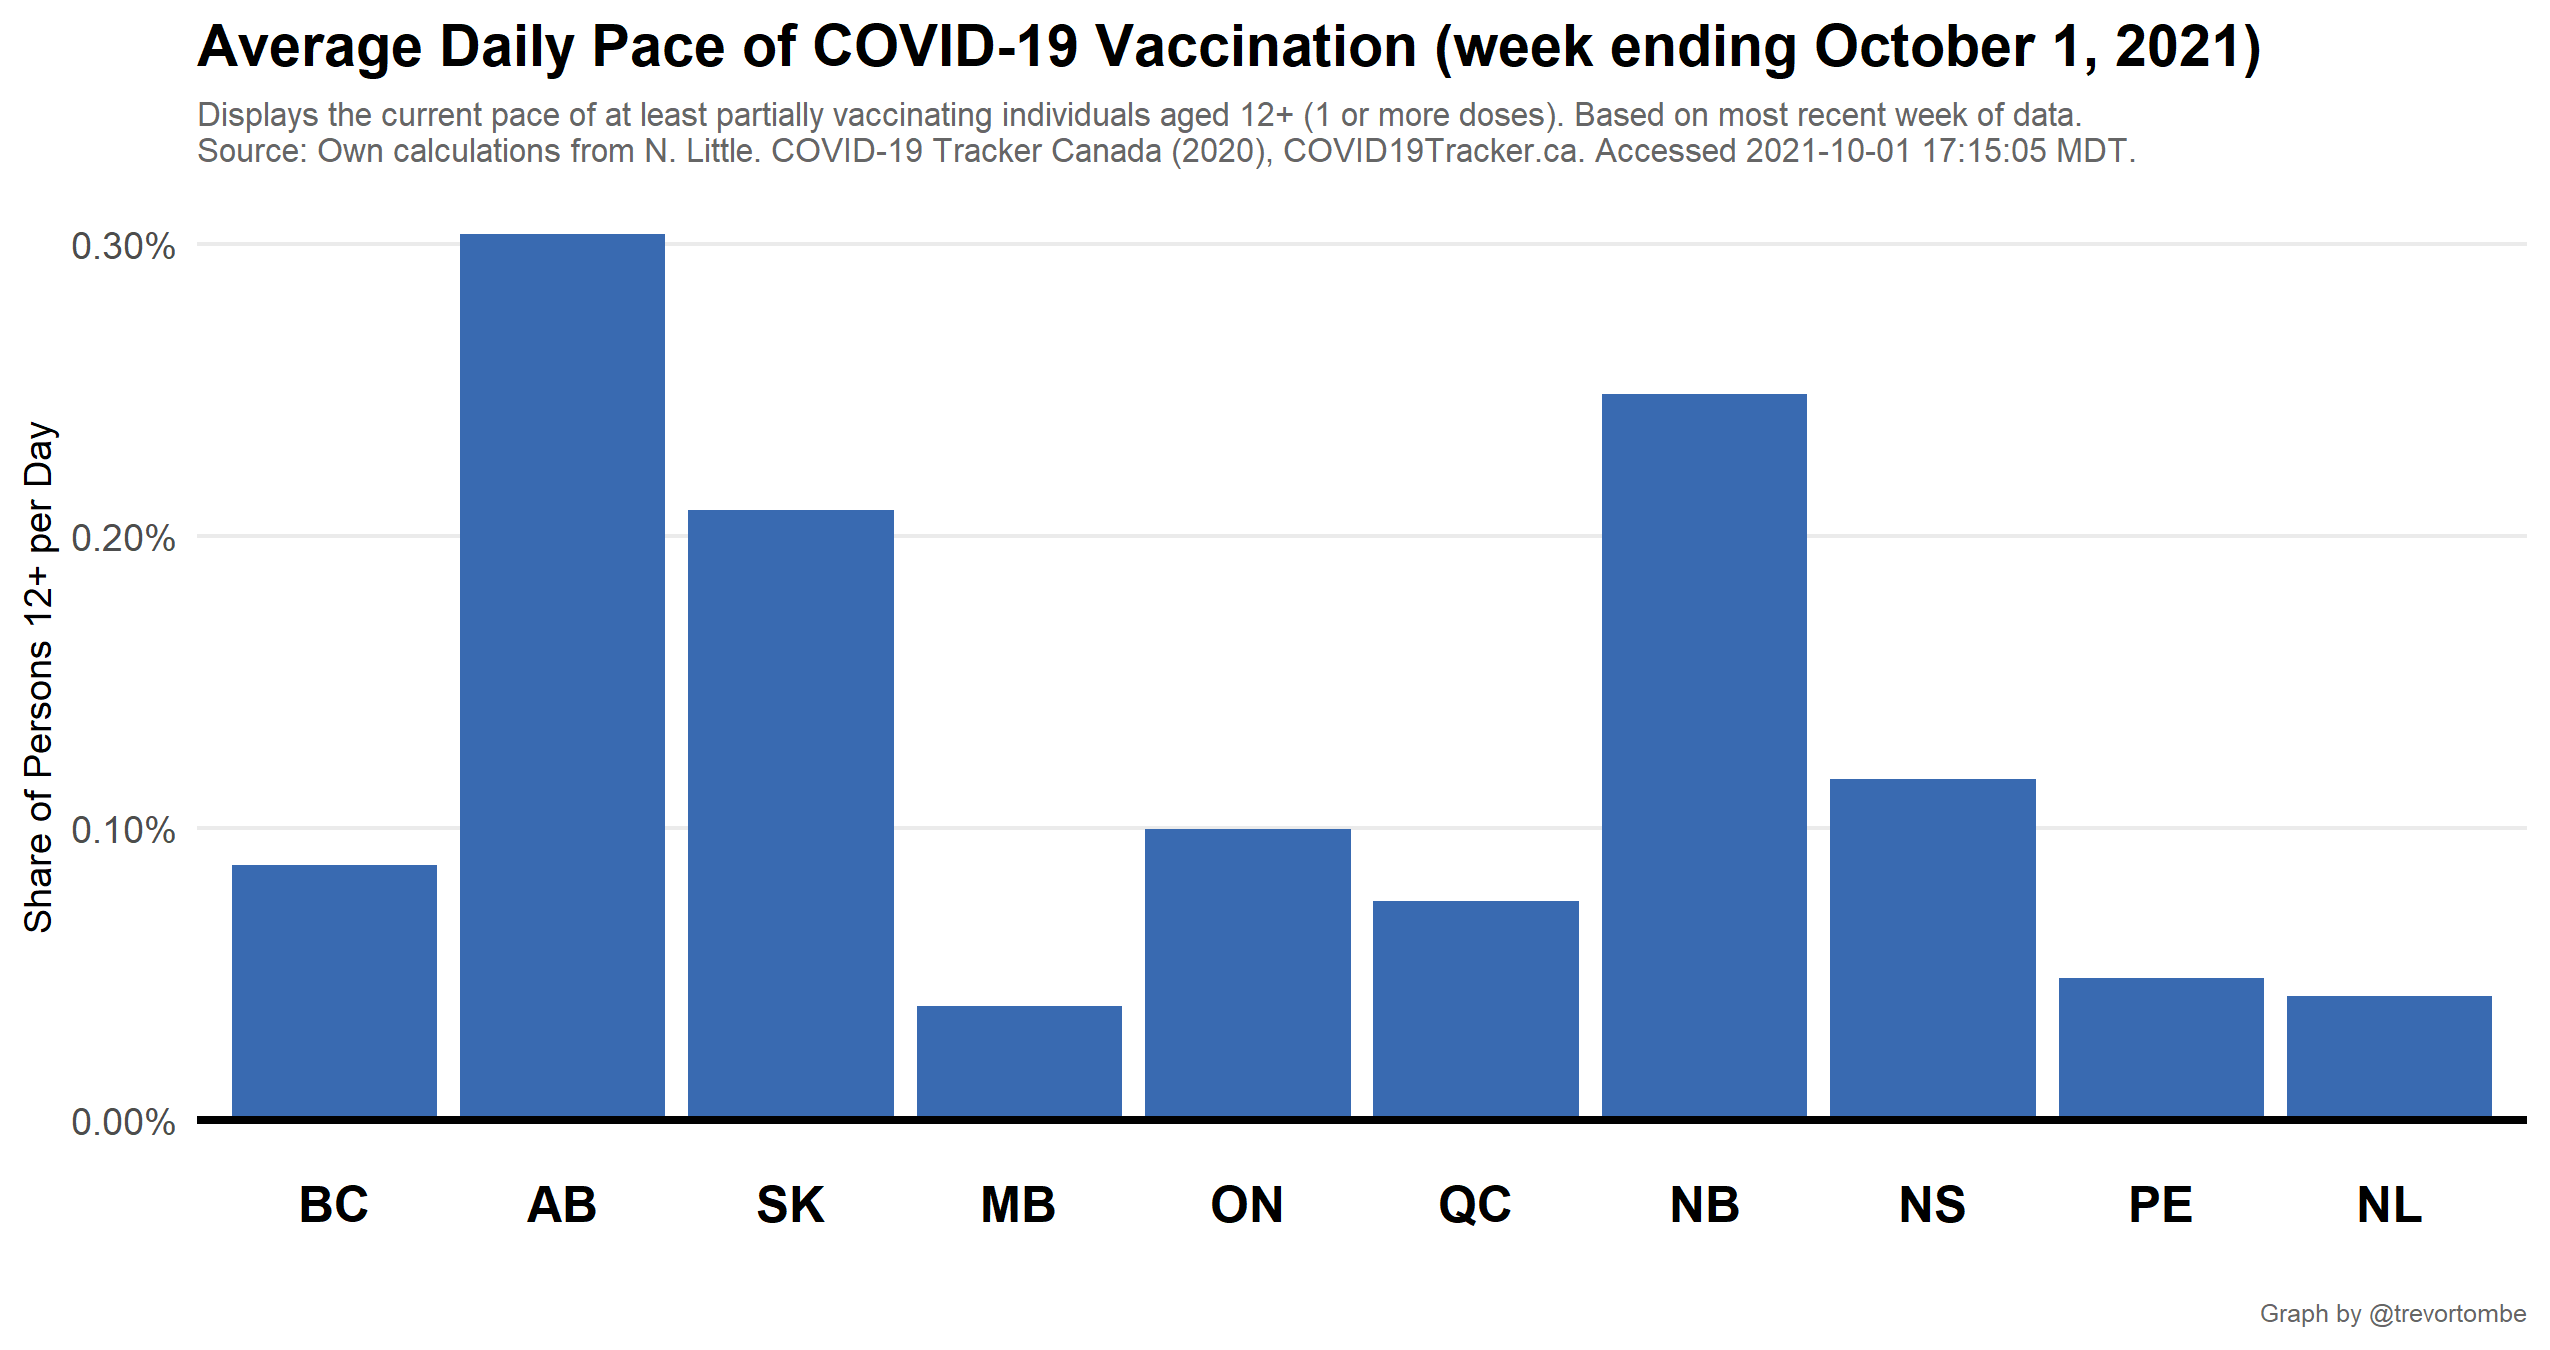 Average Daily Pace of COVID-19 Vaccination (week ending October 1, 2021)
Displays the current pace of at least partially vaccinating individuals aged 12+ (1 or more doses). Based on most recent week of data.
Source: Own calculations from N. Little. COVID-19 Tracker Canada (2020), COVID19Tracker.ca. Accessed 2021-10-01 17:15:05 MDT.
Share of Persons 12+ per Day
0.30%
0.20%
0.10%
0.00%
BC AB SK MB ON QC NB NS PE NL
Graph by @trevortombe